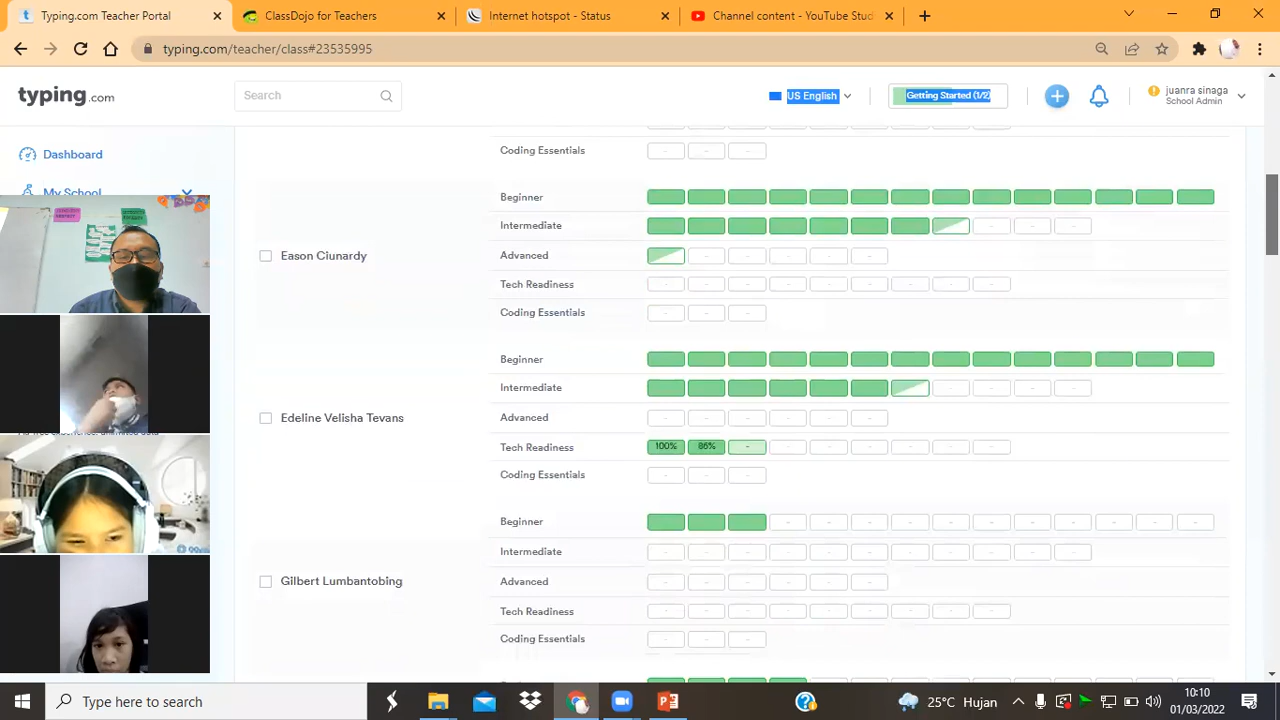 Typing.com Teacher Portal
ClassDojo for Teachers
Internet hotspot - Status
Channel content - YouTube Stud
typing.com/teacher/class#23535995
typing.com
Search
US English
Getting Started (1/2)
juanra sinaga
School Admin
Dashboard
My School
Coding Essentials
Eason Clunardy
Beginner
Intermediate
Advanced
Tech Readiness
Coding Essentials
Edeline Velisha Tevans
Beginner
Intermediate
Advanced
Tech Readiness 100% 86%
Coding Essentials
Gilbert Lumbantobing
Beginner
Intermediate
Advanced
Tech Readiness
Coding Essentials
Type here to search
25°C Hujan
10:10
01/03/2022